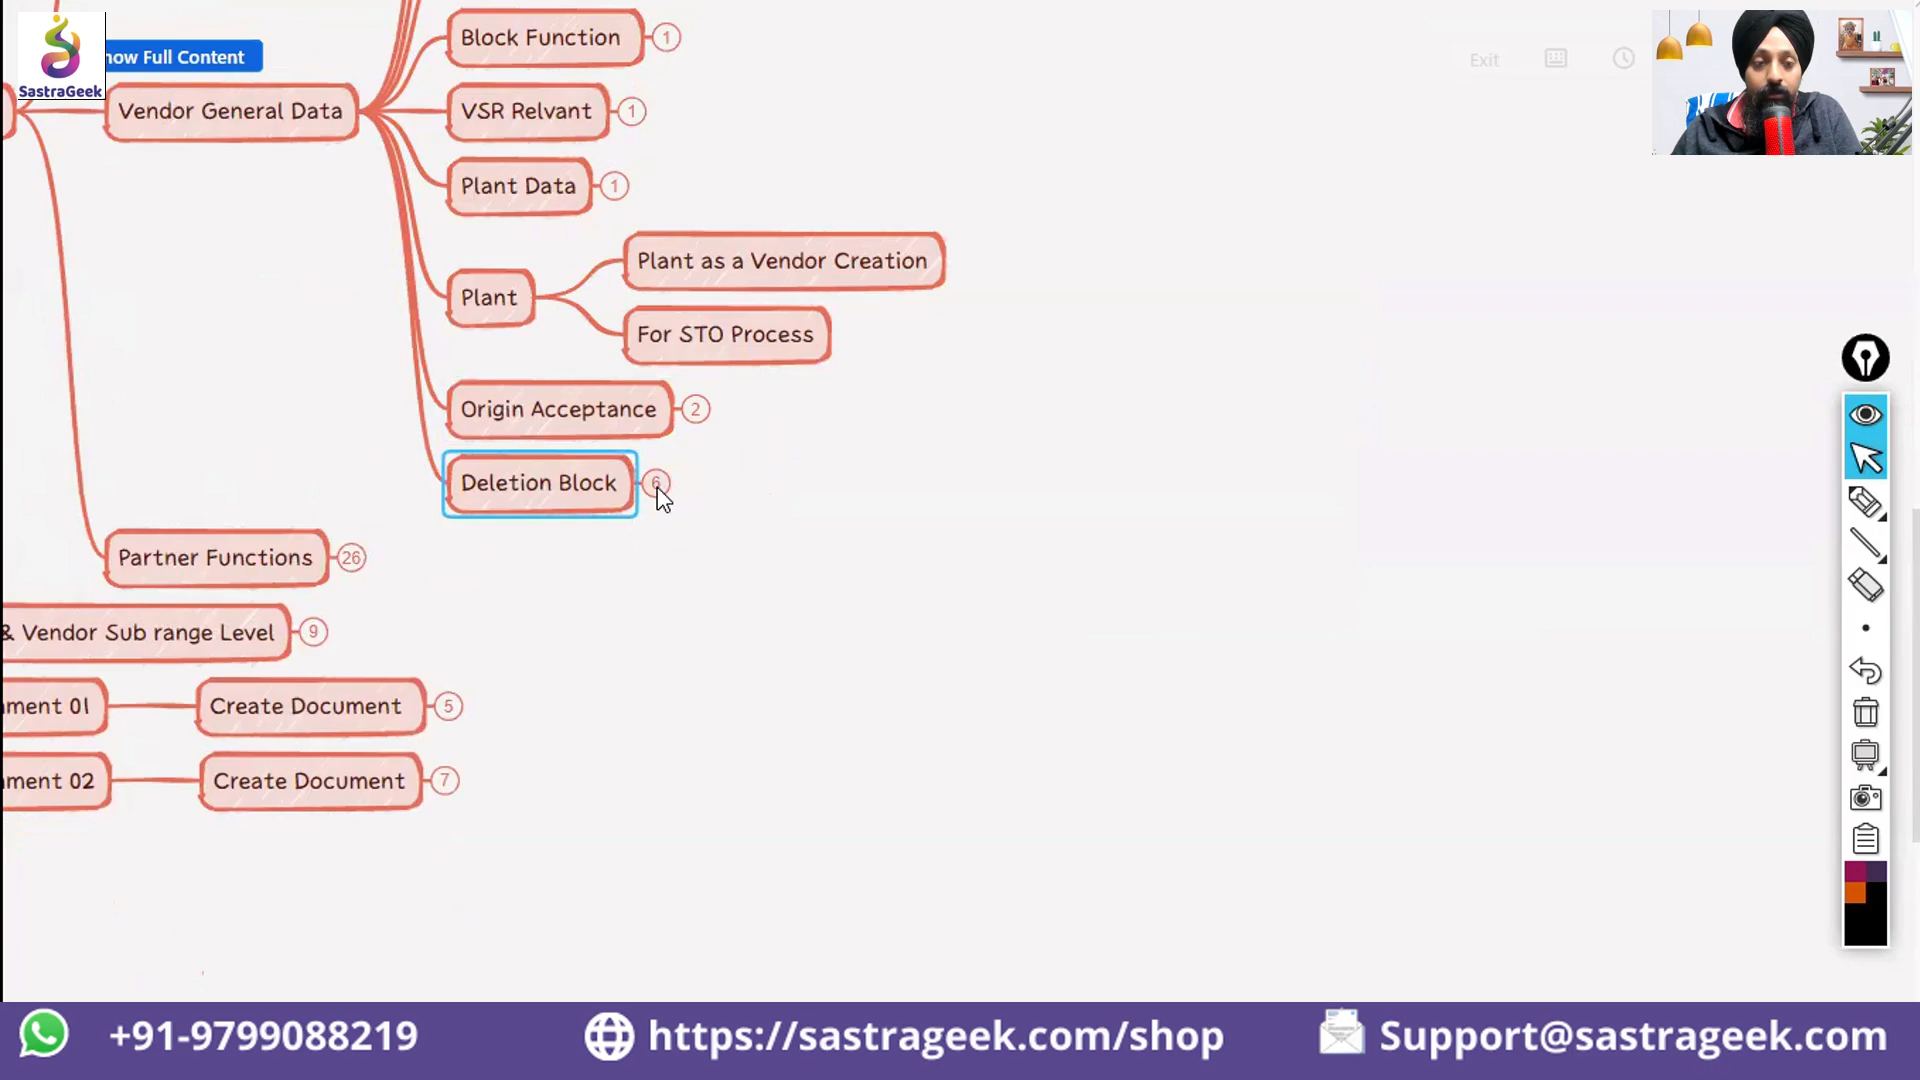 Block Function 1
Exit
how Full Content
SastraGeek
Vendor General Data
VSR Relvant 1
Plant Data 1
Plant as a Vendor Creation
Plant
For STO Process
Origin Acceptance 2
Deletion Block 6
Partner Functions 26
& Vendor Sub range Level 9
ment 01 Create Document 5
ment 02 Create Document 7
+91-9799088219
https://sastrageek.com/shop
Support@sastrageek.com